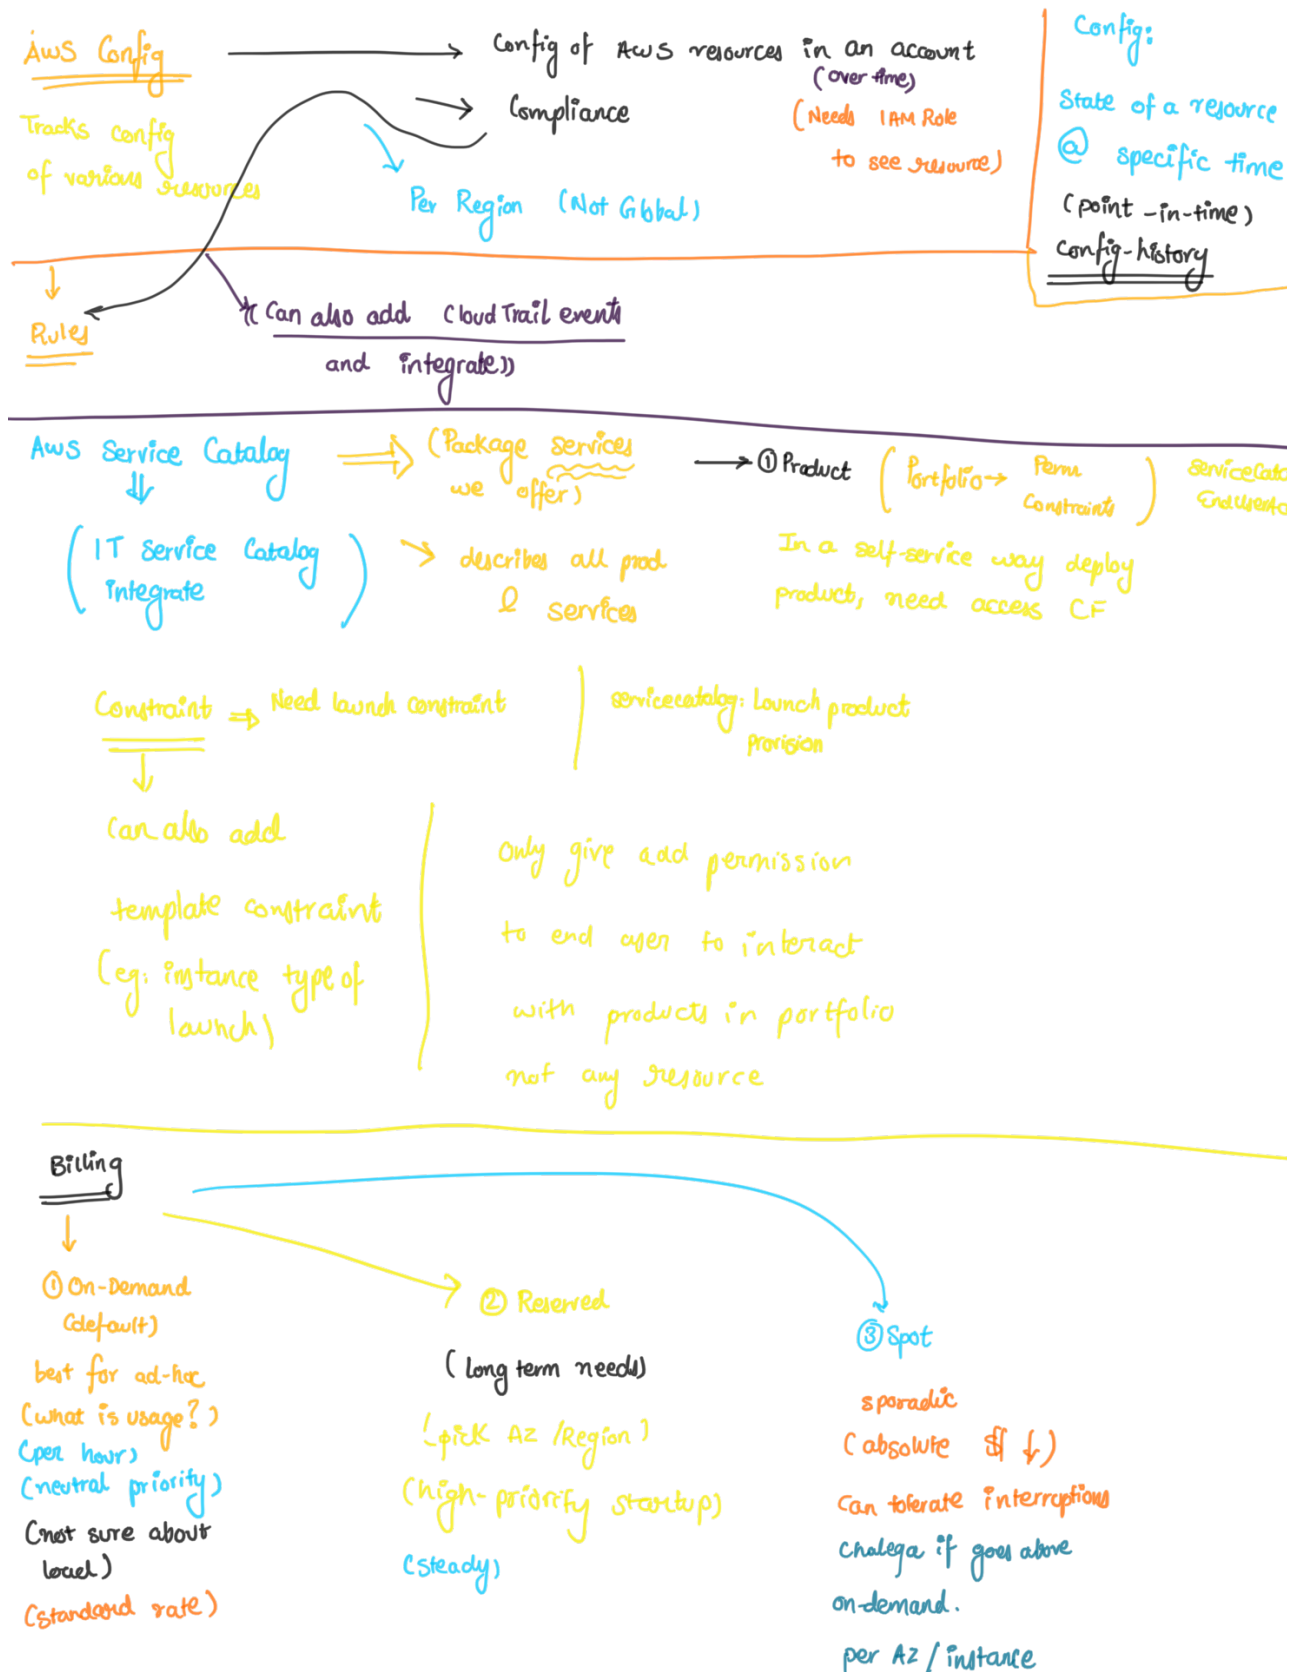 AWS Config
Config of AWS resources in an account
(over time)
Compliance
(Needs IAM Role
to see resource)
Tracks config
of various resources
Per Region (Not Global)
Config:
State of a resource
@ specific time
(point-in-time)
config-history
Rules
((Can also add CloudTrail events
and integrate))
AWS Service Catalog
(Package services
we offer)
① Product
(Portfolio → Perm
Constraints)
ServiceCata
Enduser
(IT Service Catalog
integrate)
describes all prod
& services
In a self-service way deploy
product, need access CF
Constraint ⇒ Need launch constraint
servicecatalog: Launch product
provision
Can also add
template constraint
(eg: instance type of
launch)
only give add permission
to end user to interact
with products in portfolio
not any resource
Billing
① On-Demand
(default)
best for ad-hoc
(what is usage?)
(per hour)
(neutral priority)
(not sure about
load)
(standard rate)
② Reserved
(long term needs)
(pick AZ /Region)
(high-priority startup)
(steady)
③ Spot
sporadic
(absolute $ ↓)
can tolerate interruptions
chalega if goes above
on-demand.
per AZ / instance